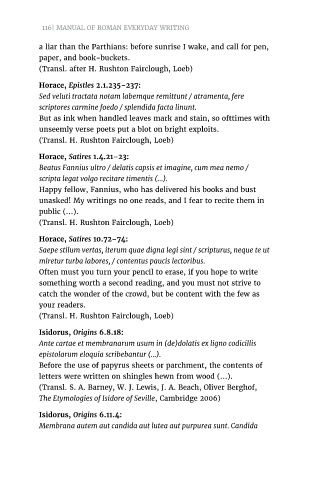 116| MANUAL OF ROMAN EVERYDAY WRITING
a liar than the Parthians: before sunrise I wake, and call for pen,
paper, and book-buckets.
(Transl. after H. Rushton Fairclough, Loeb)
Horace, Epistles 2.1.235–237:
Sed veluti tractata notam labemque remittunt / atramenta, fere
scriptores carmine foedo / splendida facta linunt.
But as ink when handled leaves mark and stain, so ofttimes with
unseemly verse poets put a blot on bright exploits.
(Transl. H. Rushton Fairclough, Loeb)
Horace, Satires 1.4.21–23:
Beatus Fannius ultro / delatis capsis et imagine, cum mea nemo /
scripta legat volgo recitare timentis (...).
Happy fellow, Fannius, who has delivered his books and bust
unasked! My writings no one reads, and I fear to recite them in
public (...).
(Transl. H. Rushton Fairclough, Loeb)
Horace, Satires 10.72–74:
Saepe stilum vertas, iterum quae digna legi sint / scripturus, neque te ut
miretur turba labores, / contentus paucis lectoribus.
Often must you turn your pencil to erase, if you hope to write
something worth a second reading, and you must not strive to
catch the wonder of the crowd, but be content with the few as
your readers.
(Transl. H. Rushton Fairclough, Loeb)
Isidorus, Origins 6.8.18:
Ante cartae et membranarum usum in (de)dolatis ex ligno codicillis
epistolarum eloquia scribebantur (...).
Before the use of papyrus sheets or parchment, the contents of
letters were written on shingles hewn from wood (...).
(Transl. S. A. Barney, W. J. Lewis, J. A. Beach, Oliver Berghof,
The Etymologies of Isidore of Seville, Cambridge 2006)
Isidorus, Origins 6.11.4:
Membrana autem aut candida aut lutea aut purpurea sunt. Candida